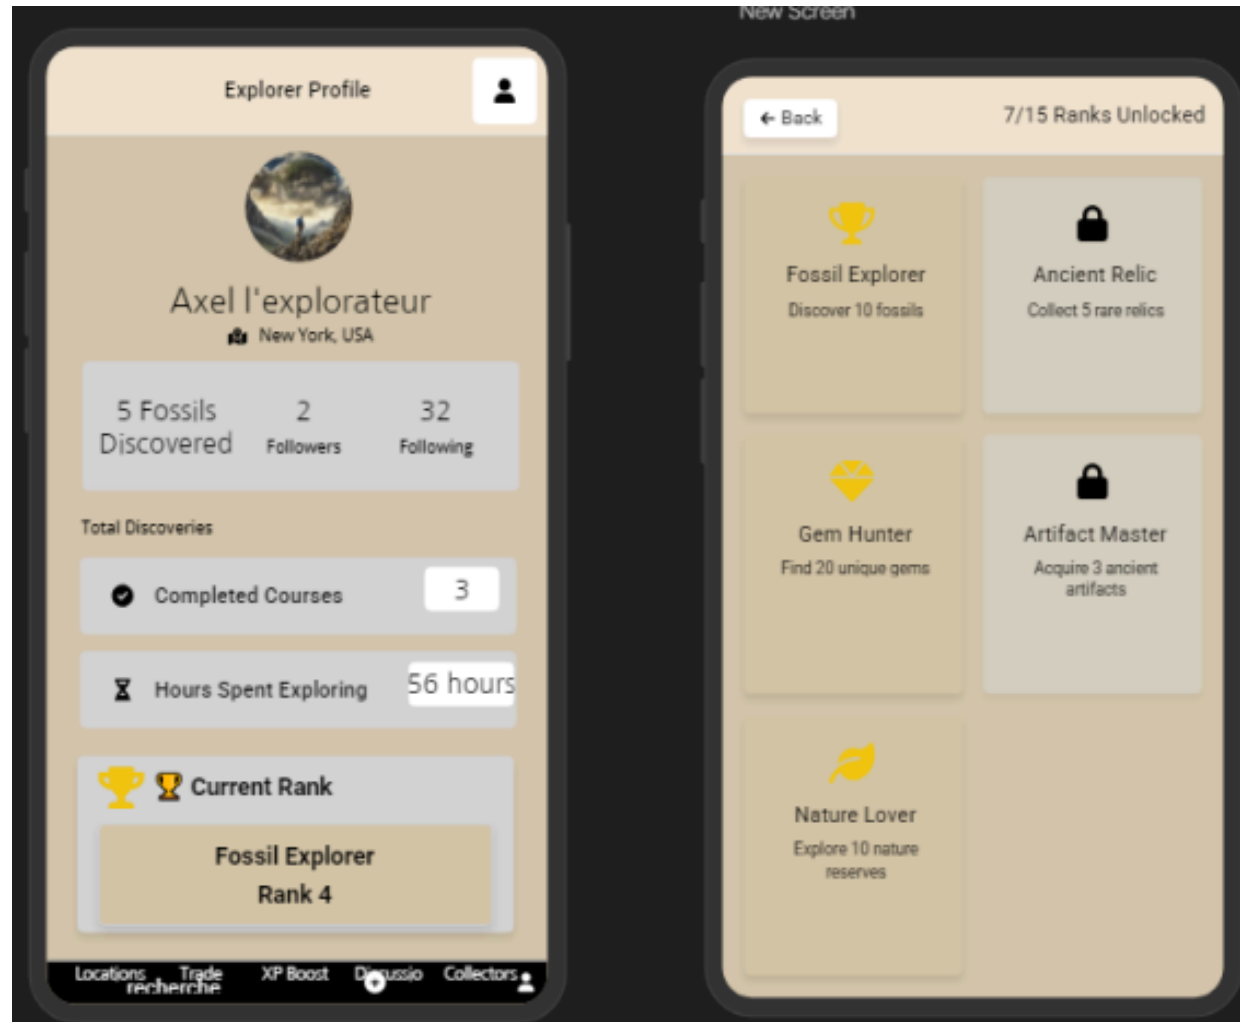 New Screen
Explorer Profile
Axel l'explorateur
New York, USA
5 Fossils
Discovered
2
Followers
32
Following
Total Discoveries
Completed Courses
3
Hours Spent Exploring
56 hours
Current Rank
Fossil Explorer
Rank 4
Locations
Trade
recherche
XP Boost
Discussio
Collectors
Back
7/15 Ranks Unlocked
Fossil Explorer
Discover 10 fossils
Ancient Relic
Collect 5 rare relics
Gem Hunter
Find 20 unique gems
Artifact Master
Acquire 3 ancient
artifacts
Nature Lover
Explore 10 nature
reserves